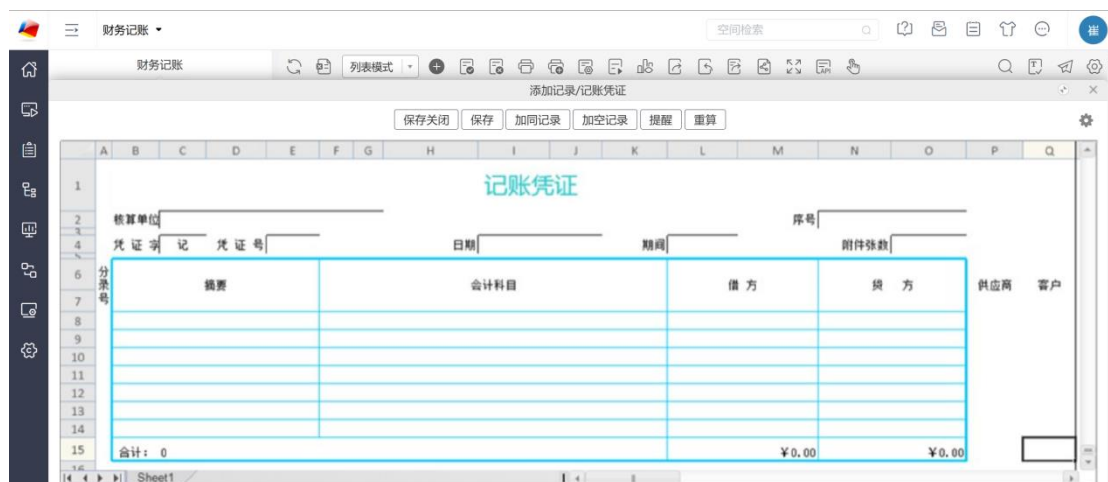 财务记账 空间检索 崔
财务记账 列表模式
添加记录/记账凭证
保存关闭 保存 加同记录 加空记录 提醒 重算
A B C D E F G H I J K L M N O P Q
1 记账凭证
2 核算单位 序号
3
4 凭 证 字 记 凭 证 号 日期 期间 附件张数
5
6 分录号 摘要 会计科目 借 方 贷 方 供应商 客户
7
8
9
10
11
12
13
14
15 合计: 0 ¥0.00 ¥0.00
16
Sheet1